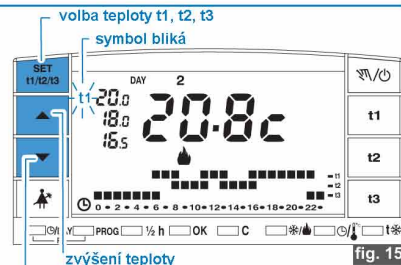 volba teploty t1, t2, t3
symbol bliká
SET
t1/t2/t3
DAY 2
t1 20.0
18.0
16.5
20.8c
t1
t2
t3
t1
t2
t3
0 • 2 • 4 • 6 • 8 • 10 • 12 • 14 • 16 • 18 • 20 • 22 •
PROG ½ h OK C
fig. 15
zvýšení teploty